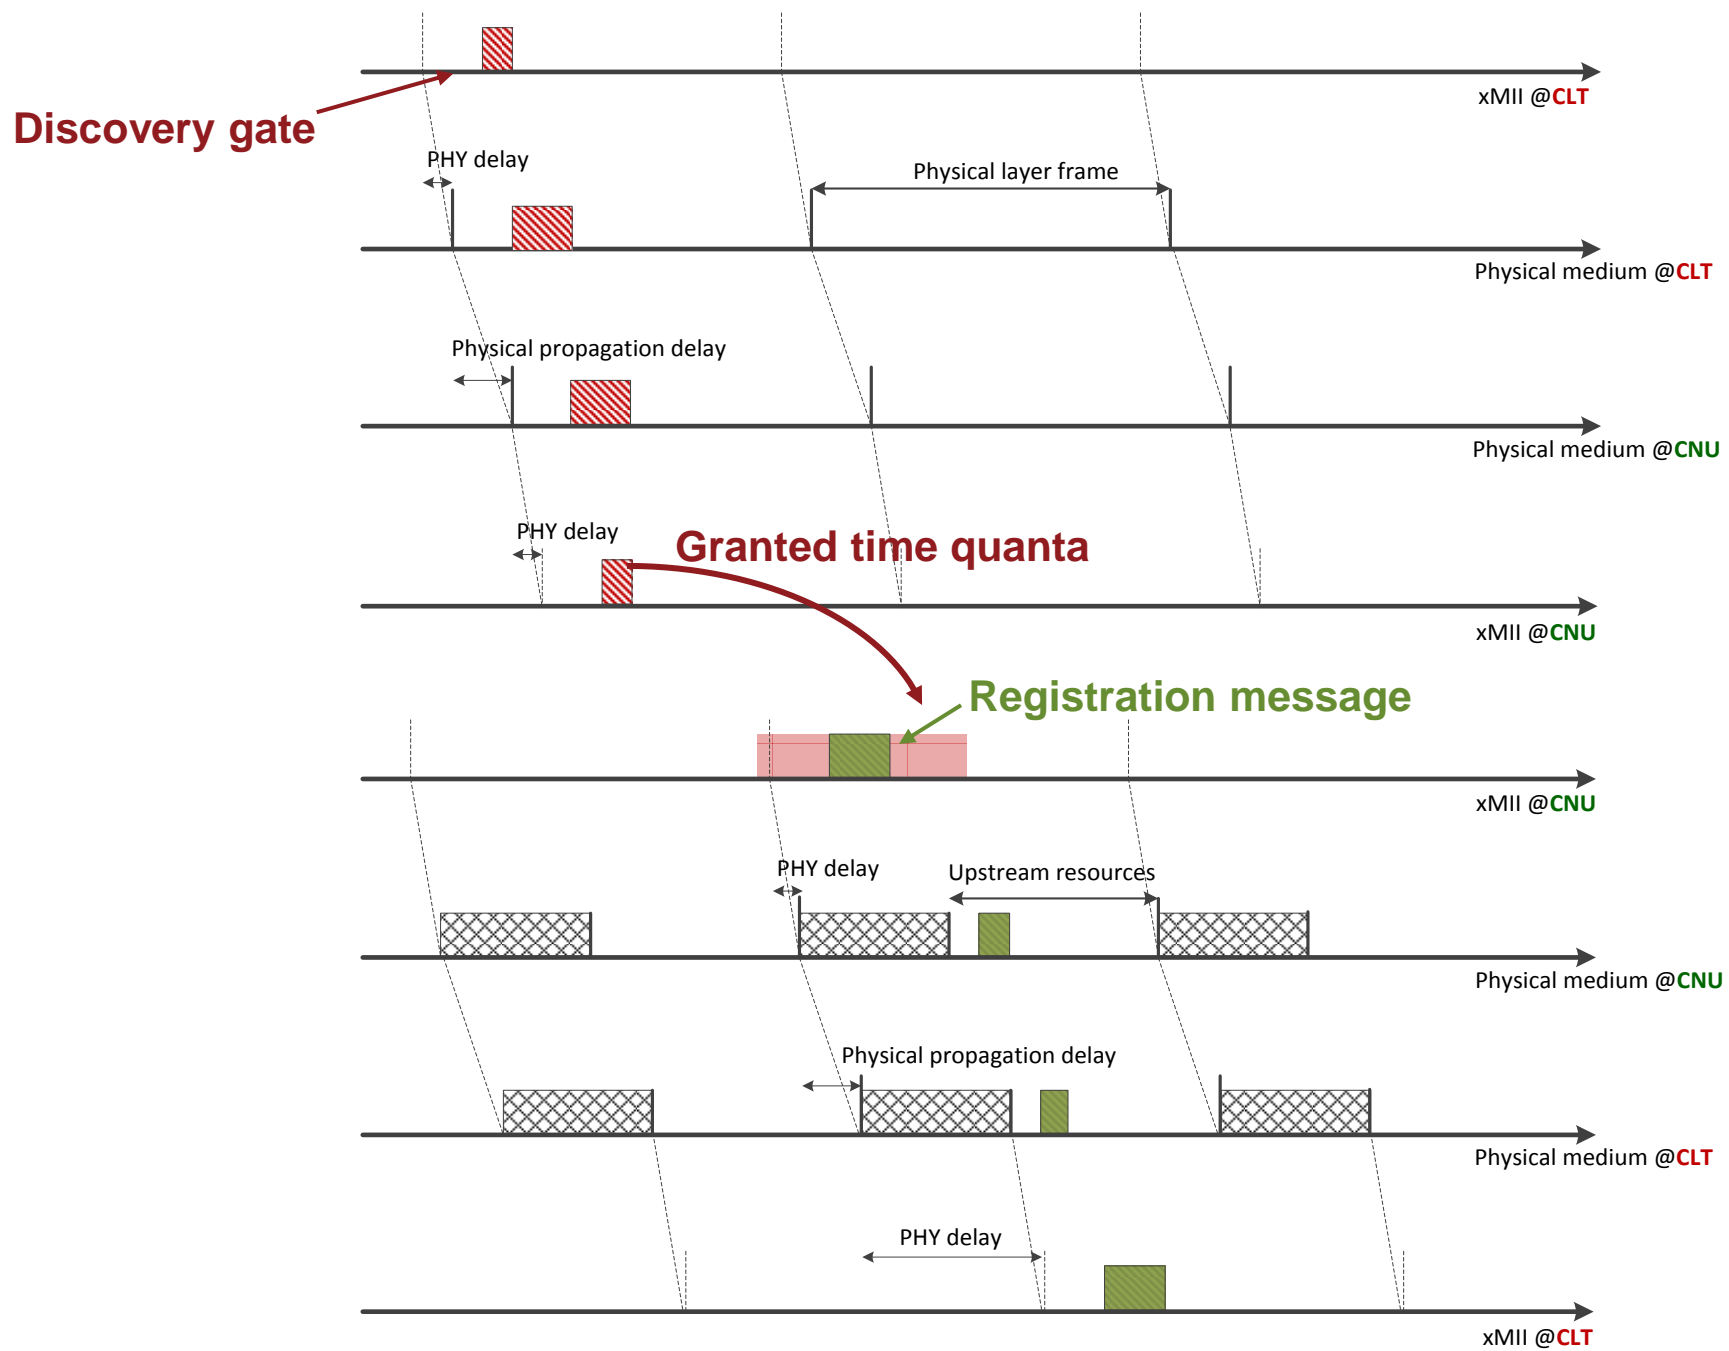 xMII @CLT
Discovery gate
PHY delay
Physical layer frame
Physical medium @CLT
Physical propagation delay
Physical medium @CNU
PHY delay
Granted time quanta
xMII @CNU
Registration message
xMII @CNU
PHY delay
Upstream resources
Physical medium @CNU
Physical propagation delay
Physical medium @CLT
PHY delay
xMII @CLT